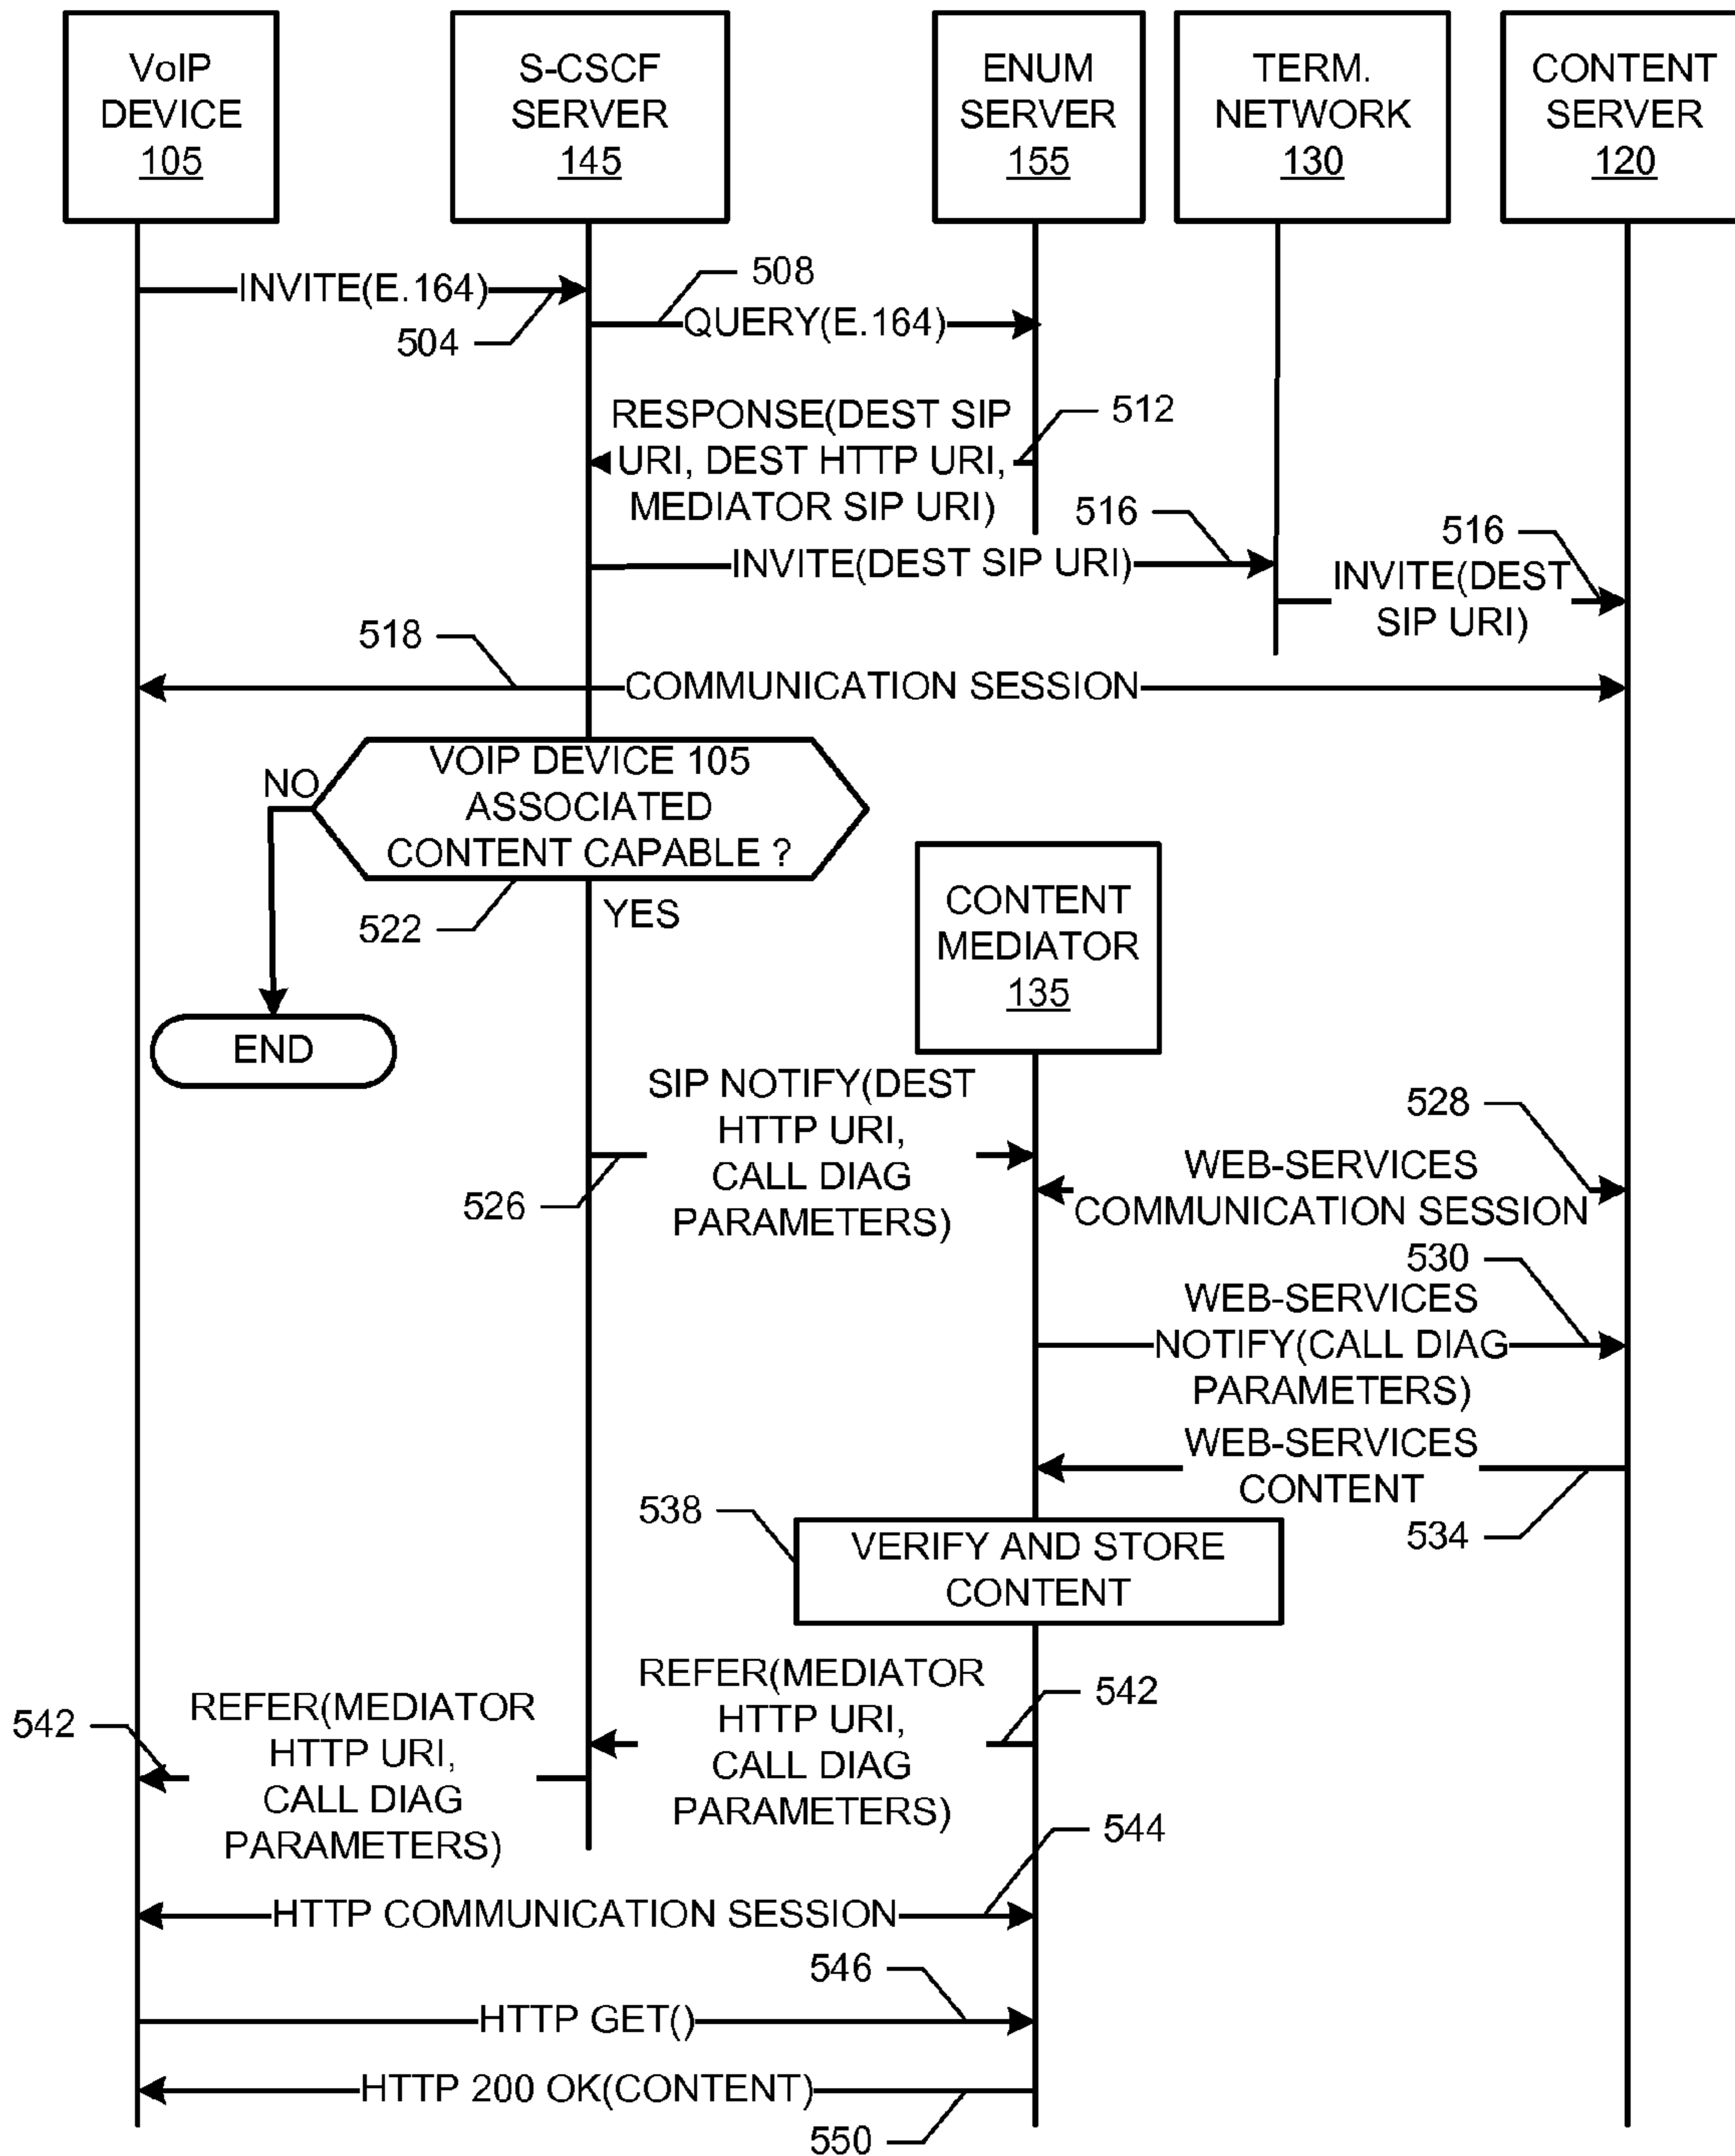 VoIP
DEVICE
105
S-CSCF
SERVER
145
ENUM
SERVER
155
TERM.
NETWORK
130
CONTENT
SERVER
120
INVITE(E.164)
504
508
QUERY(E.164)
RESPONSE(DEST SIP
URI, DEST HTTP URI,
MEDIATOR SIP URI)
512
516
INVITE(DEST SIP URI)
516
INVITE(DEST
SIP URI)
518
COMMUNICATION SESSION
VOIP DEVICE 105
ASSOCIATED
CONTENT CAPABLE ?
NO
522
YES
END
CONTENT
MEDIATOR
135
SIP NOTIFY(DEST
HTTP URI,
CALL DIAG
PARAMETERS)
526
528
WEB-SERVICES
COMMUNICATION SESSION
530
WEB-SERVICES
NOTIFY(CALL DIAG
PARAMETERS)
WEB-SERVICES
CONTENT
534
538
VERIFY AND STORE
CONTENT
REFER(MEDIATOR
HTTP URI,
CALL DIAG
PARAMETERS)
542
542
REFER(MEDIATOR
HTTP URI,
CALL DIAG
PARAMETERS)
544
HTTP COMMUNICATION SESSION
546
HTTP GET()
HTTP 200 OK(CONTENT)
550